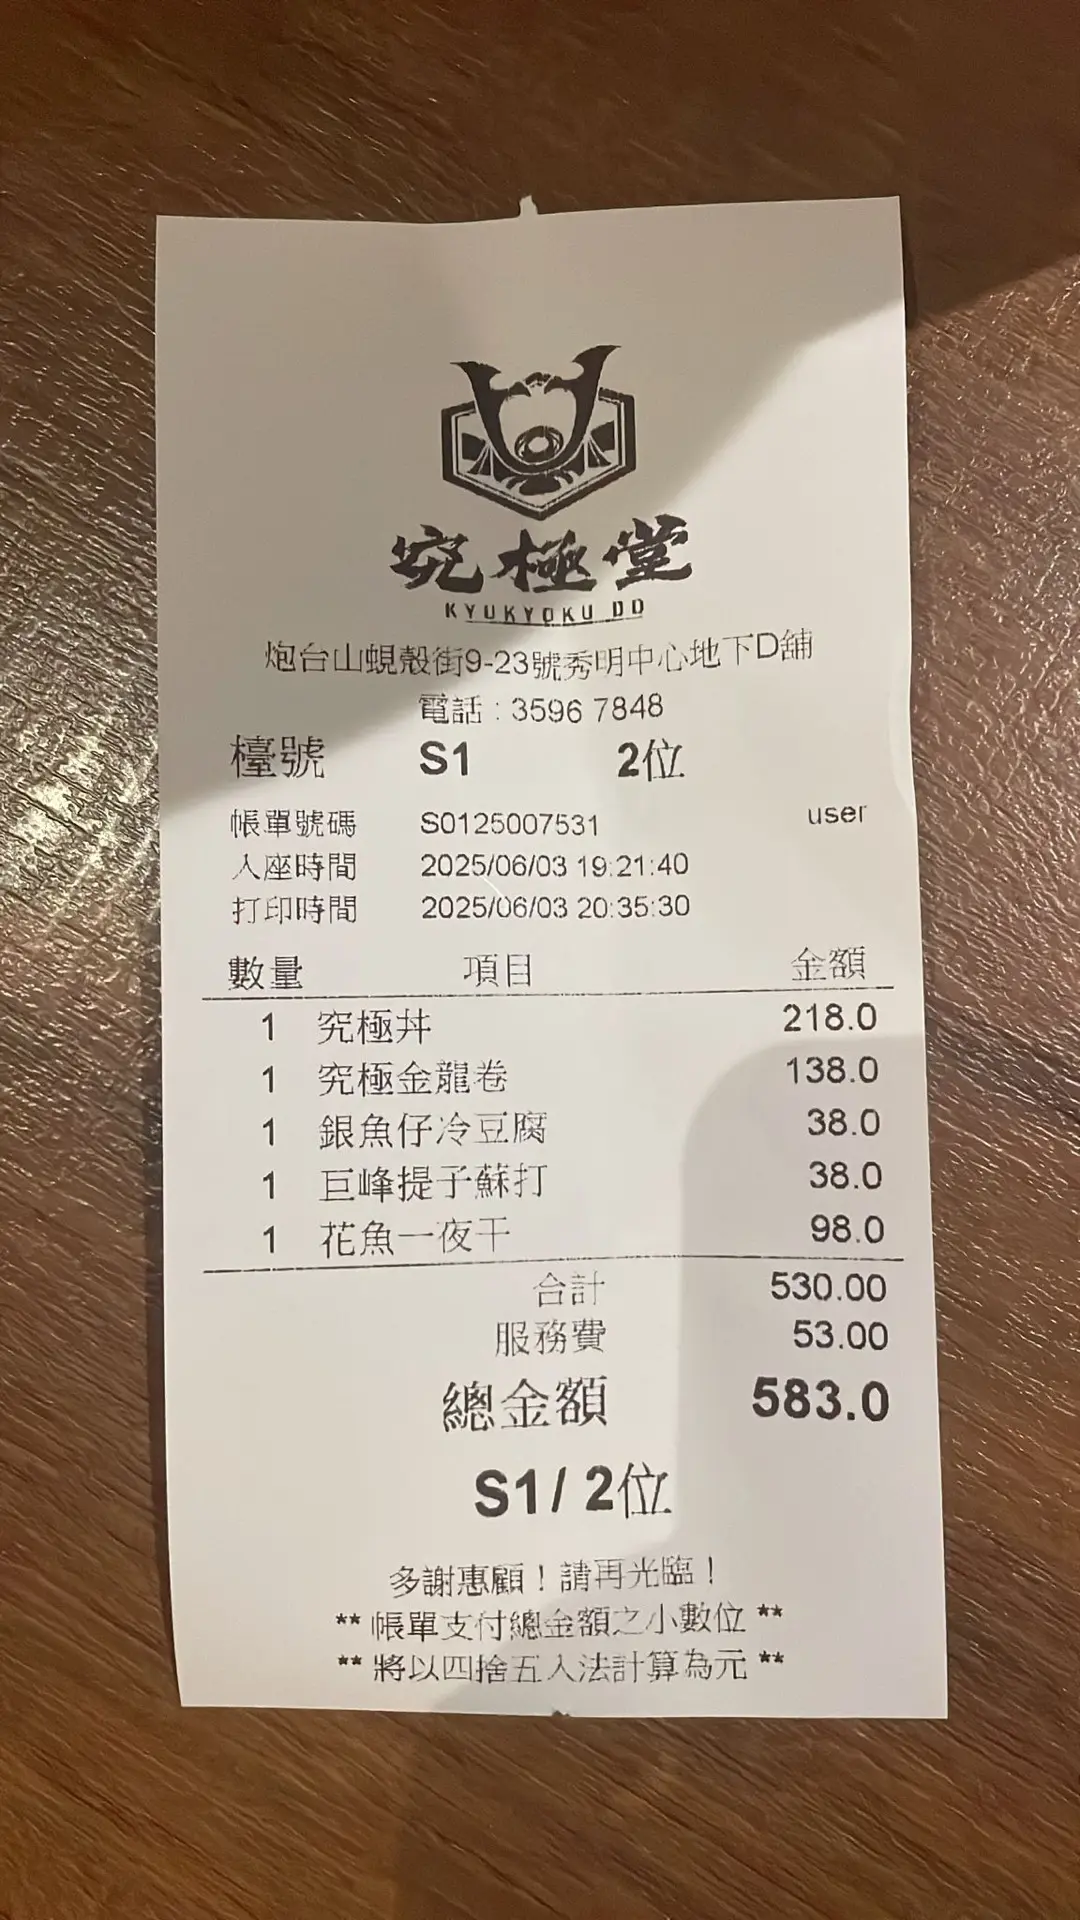 究極堂
KYUKYOKU DO
炮台山蜆殼街9-23號秀明中心地下D舖
電話 : 3596 7848
檯號 S1 2位
帳單號碼 S0125007531 user
入座時間 2025/06/03 19:21:40
打印時間 2025/06/03 20:35:30
數量 項目 金額
1 究極丼 218.0
1 究極金龍卷 138.0
1 銀魚仔冷豆腐 38.0
1 巨峰提子蘇打 38.0
1 花魚一夜干 98.0
合計 530.00
服務費 53.00
總金額 583.0
S1 / 2位
多謝惠顧！請再光臨！
** 帳單支付總金額之小數位 **
** 將以四捨五入法計算為元 **